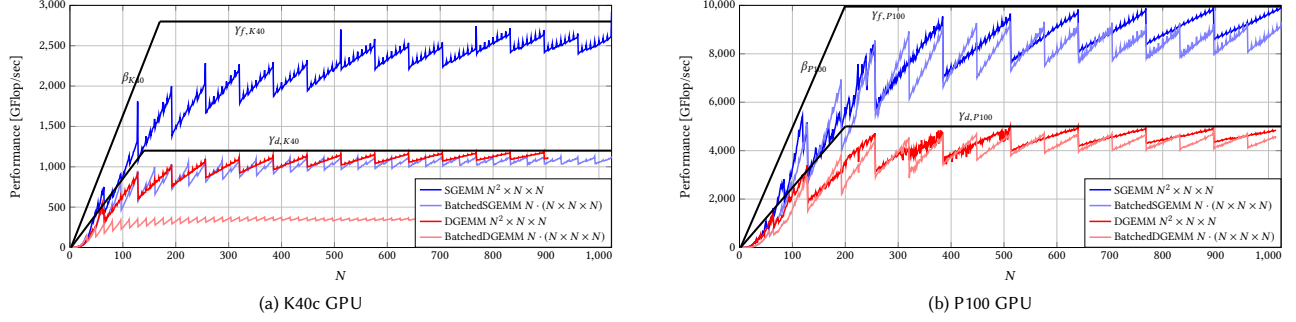 3,000
2,500
2,000
1,500
1,000
500
0
Performance [GFlop/sec]
γf,K40
βK40
γd,K40
SGEMM N² × N × N
BatchedSGEMM N · (N × N × N)
DGEMM N² × N × N
BatchedDGEMM N · (N × N × N)
0 100 200 300 400 500 600 700 800 900 1,000
N
(a) K40c GPU
10,000
8,000
6,000
4,000
2,000
0
Performance [GFlop/sec]
γf,P100
βP100
γd,P100
SGEMM N² × N × N
BatchedSGEMM N · (N × N × N)
DGEMM N² × N × N
BatchedDGEMM N · (N × N × N)
0 100 200 300 400 500 600 700 800 900 1,000
N
(b) P100 GPU